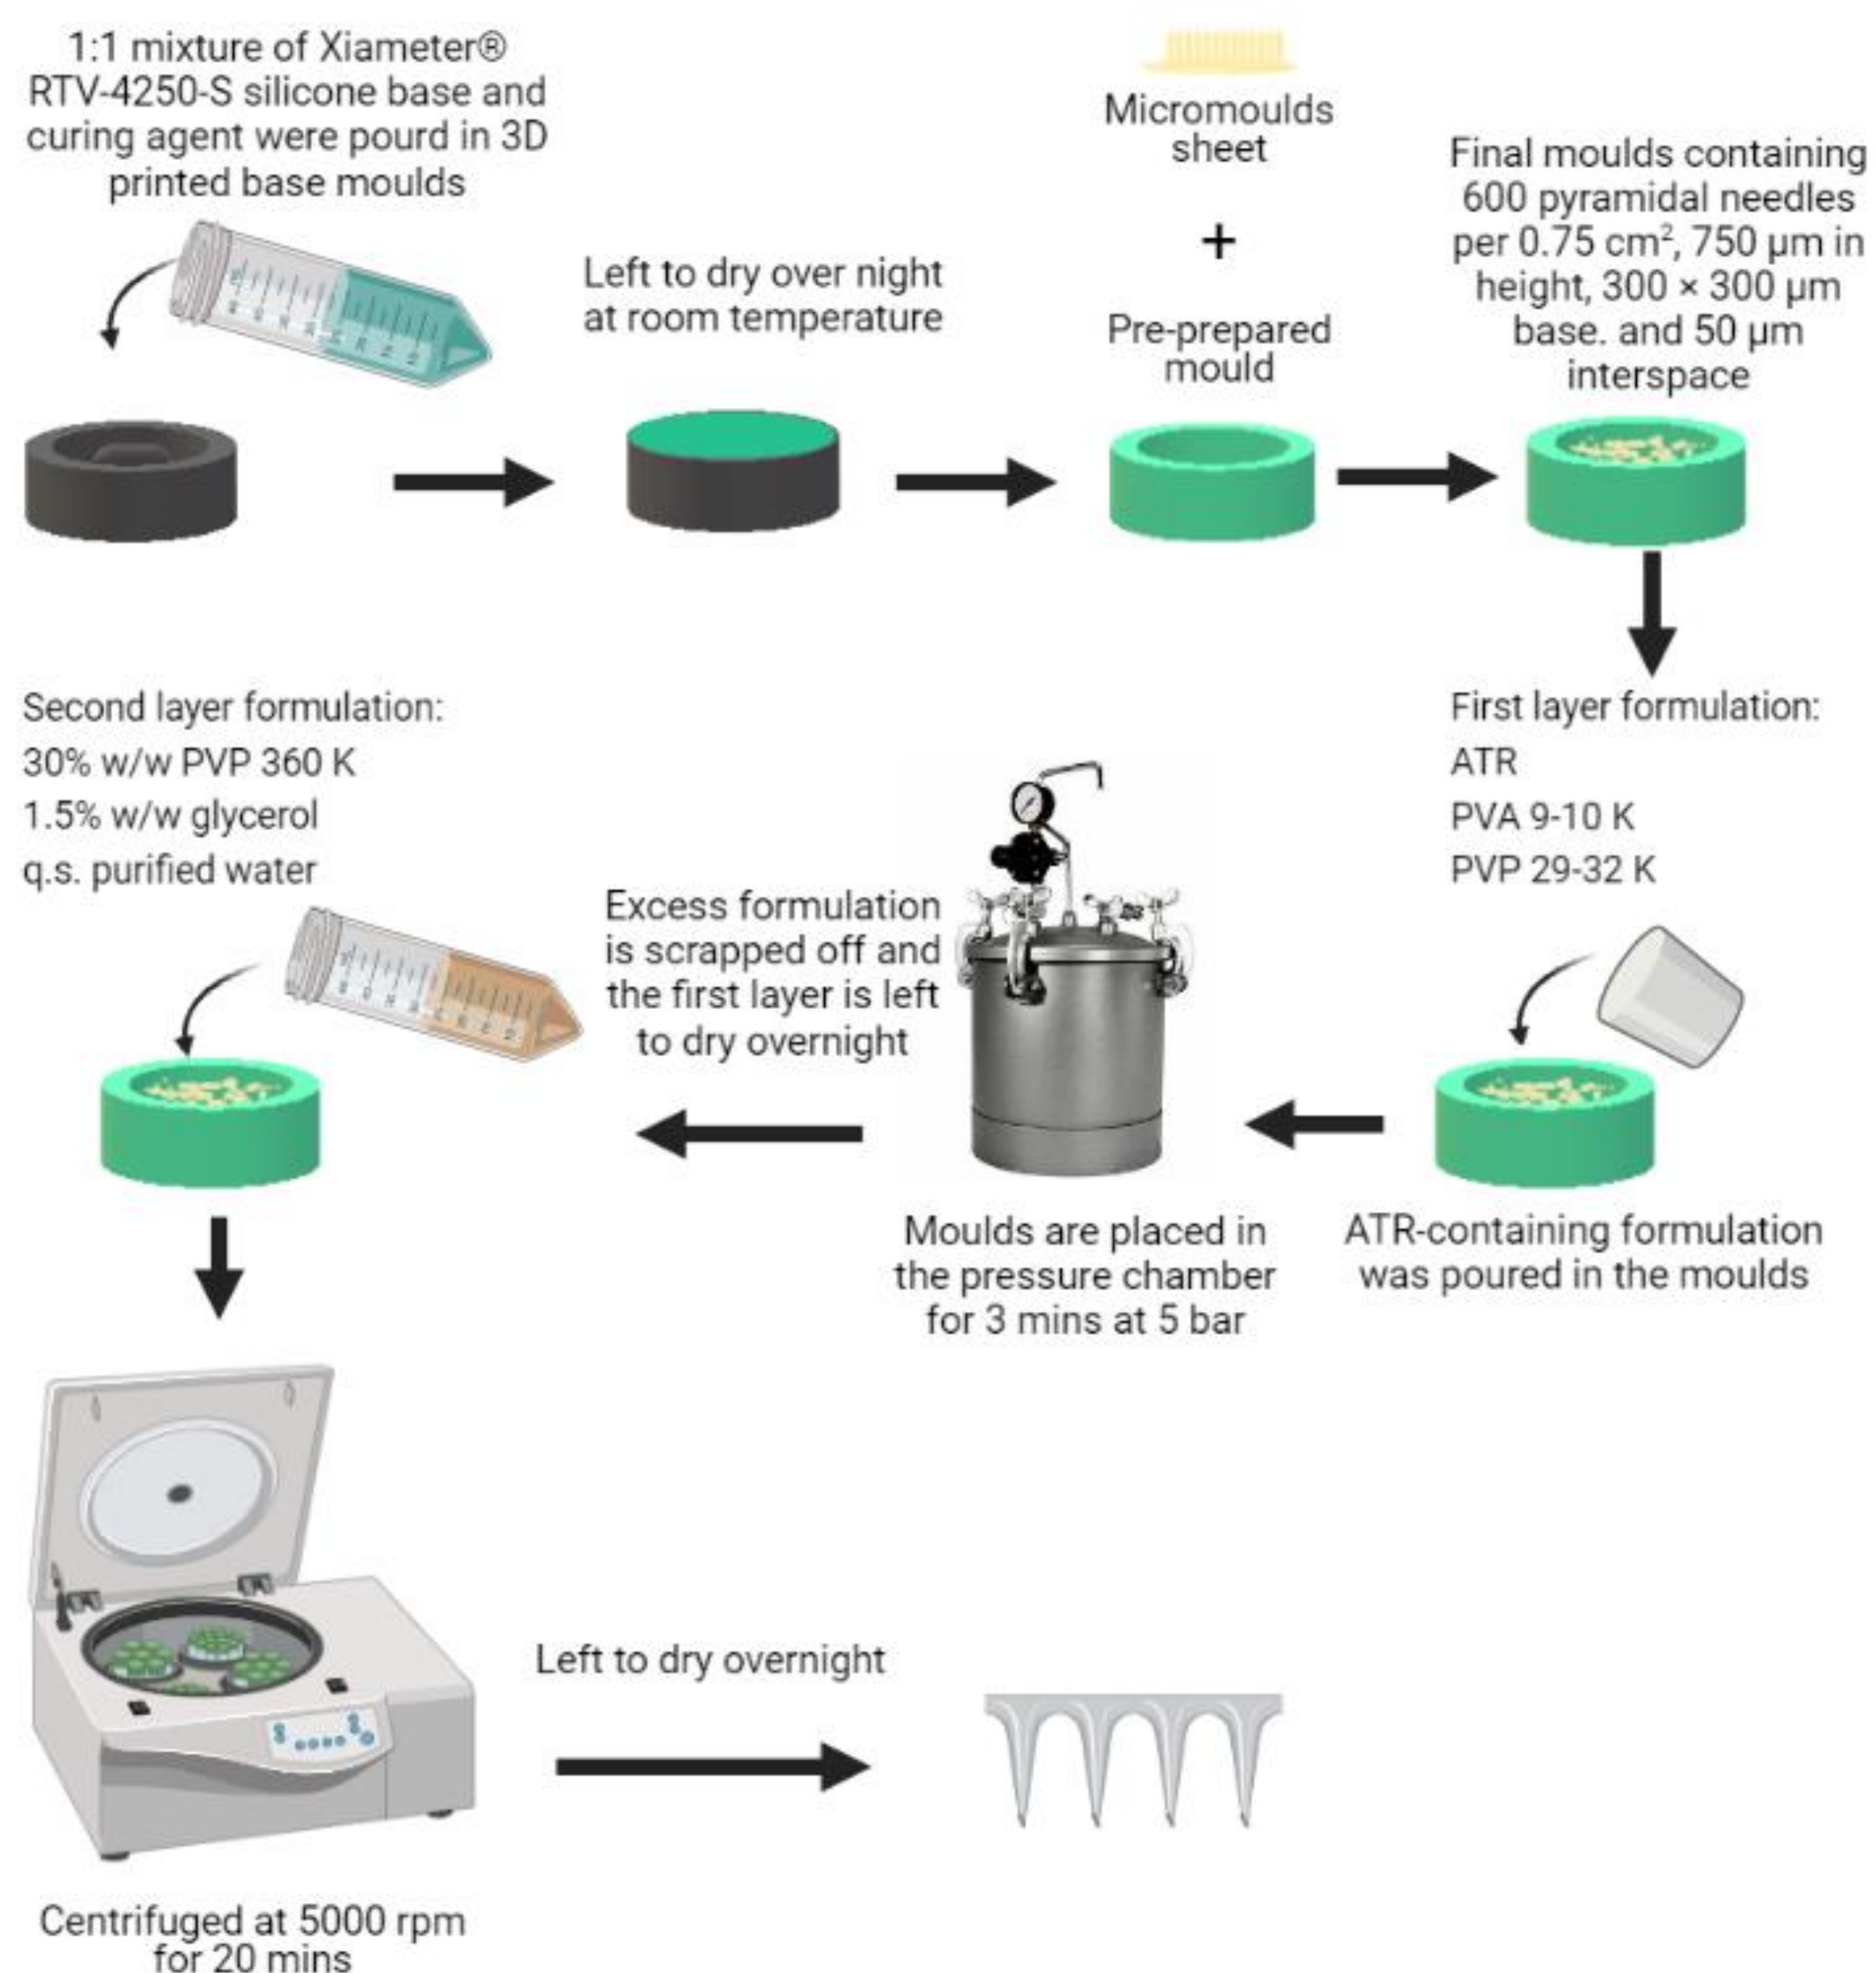 1:1 mixture of Xiameter®
RTV-4250-S silicone base and
curing agent were pourd in 3D
printed base moulds
Left to dry over night
at room temperature
Micromoulds
sheet
+
Pre-prepared
mould
Final moulds containing
600 pyramidal needles
per 0.75 cm², 750 µm in
height, 300 × 300 µm
base. and 50 µm
interspace
First layer formulation:
ATR
PVA 9-10 K
PVP 29-32 K
ATR-containing formulation
was poured in the moulds
Moulds are placed in
the pressure chamber
for 3 mins at 5 bar
Excess formulation
is scrapped off and
the first layer is left
to dry overnight
Second layer formulation:
30% w/w PVP 360 K
1.5% w/w glycerol
q.s. purified water
Centrifuged at 5000 rpm
for 20 mins
Left to dry overnight